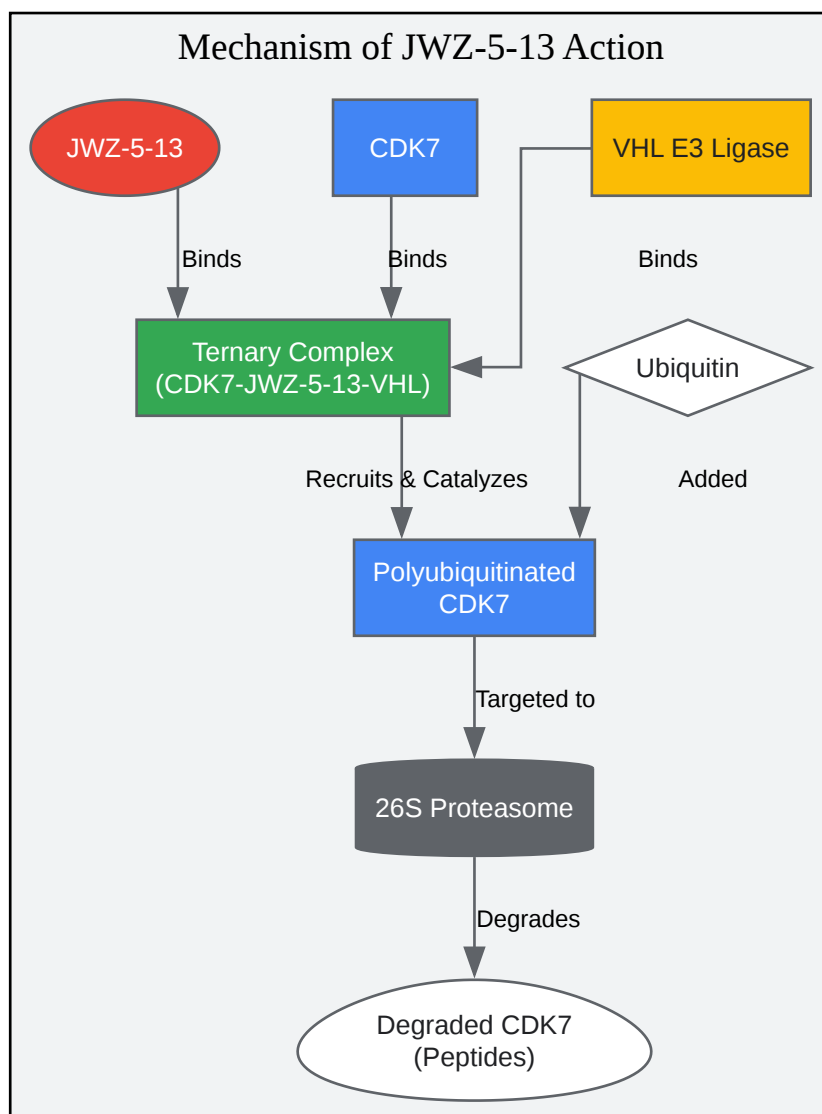 Mechanism of JWZ-5-13 Action
JWZ-5-13
CDK7
VHL E3 Ligase
Binds
Binds
Binds
Ternary Complex
(CDK7-JWZ-5-13-VHL)
Ubiquitin
Recruits & Catalyzes
Added
Polyubiquitinated
CDK7
Targeted to
26S Proteasome
Degrades
Degraded CDK7
(Peptides)